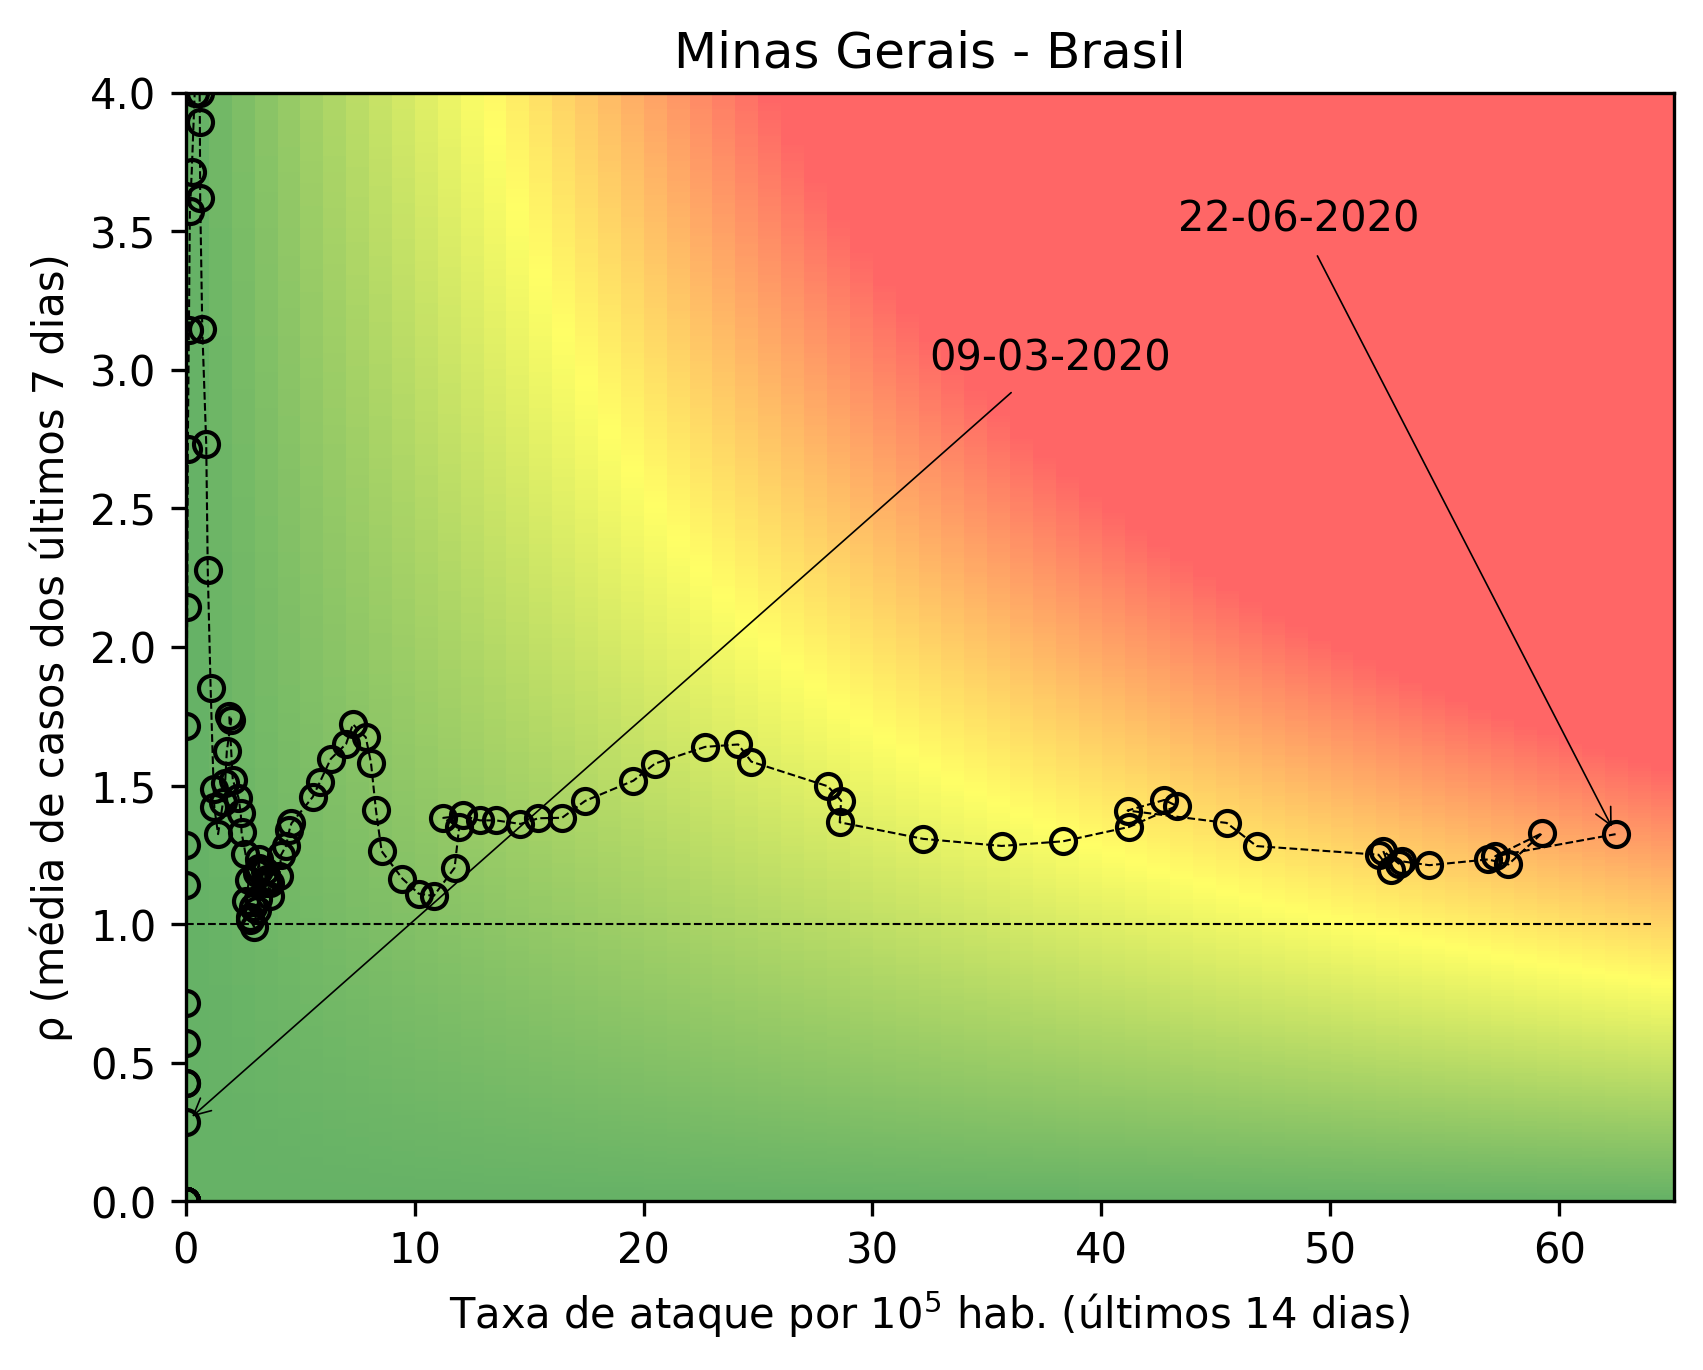 Minas Gerais - Brasil
4.0
3.5
3.0
2.5
2.0
1.5
1.0
0.5
0.0
ρ (média de casos dos últimos 7 dias)
22-06-2020
09-03-2020
0 10 20 30 40 50 60
Taxa de ataque por 10⁵ hab. (últimos 14 dias)